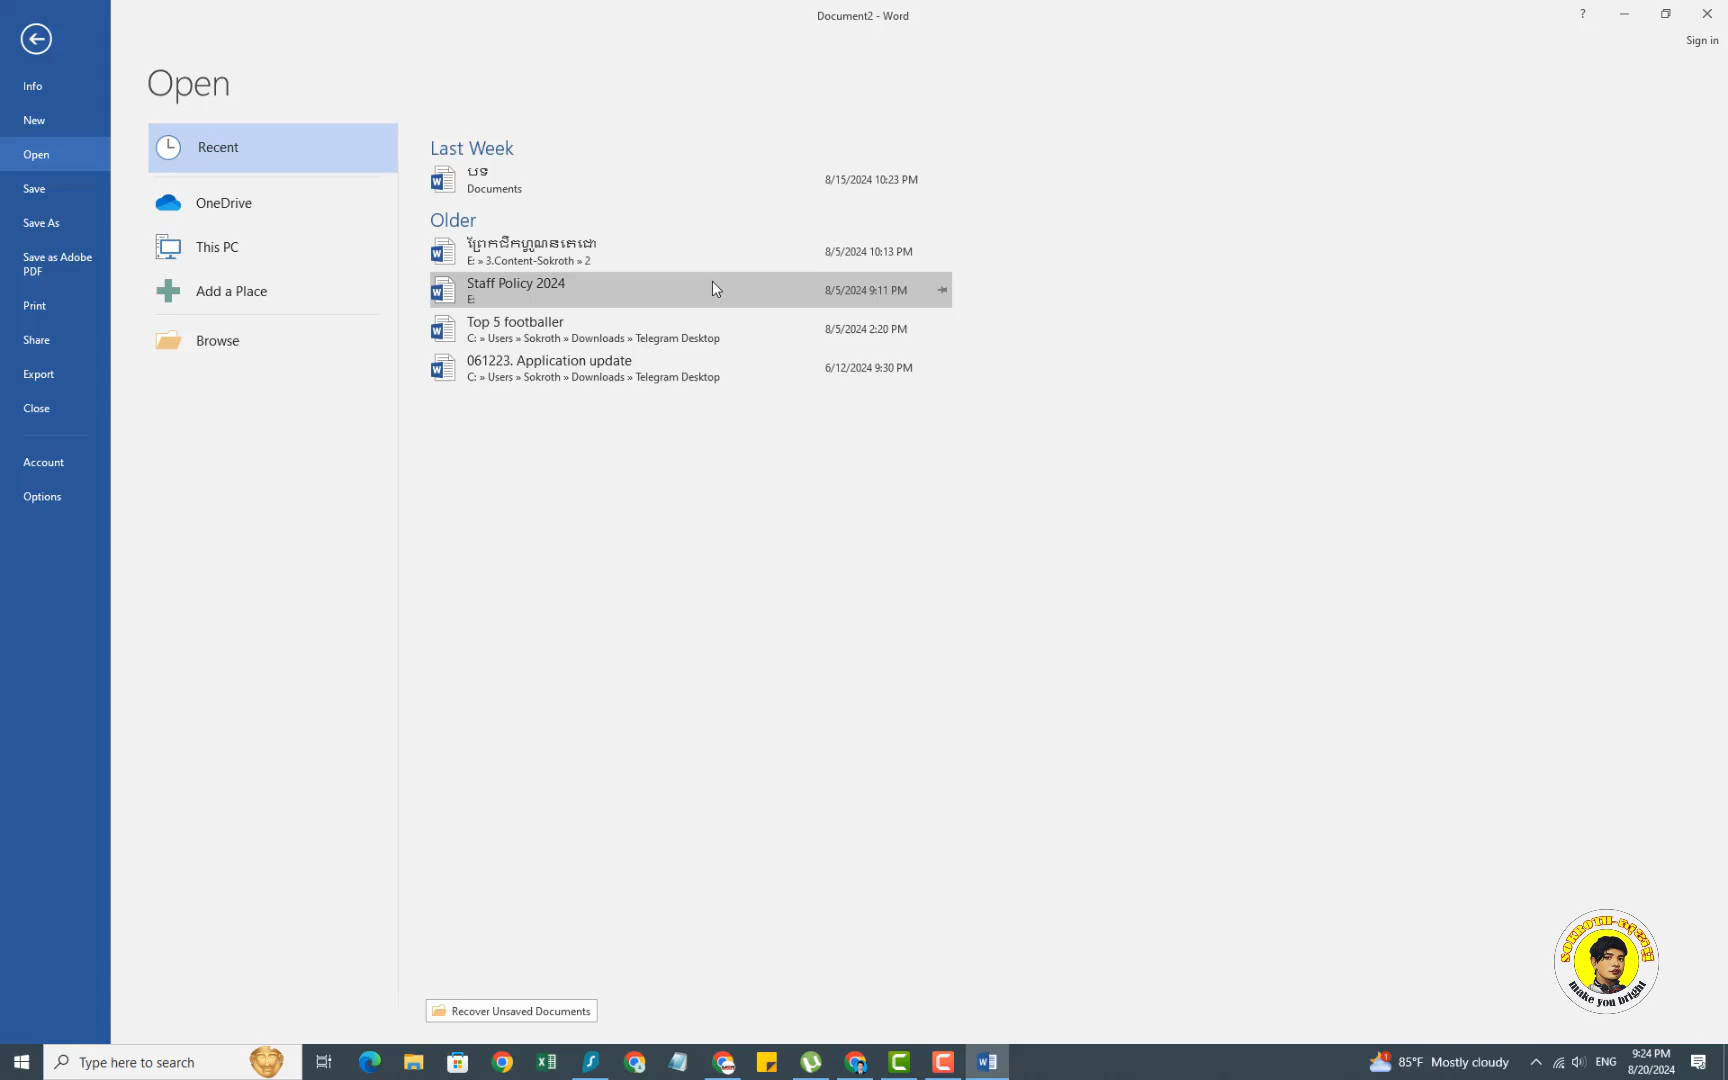 Document2 - Word
?
Sign in
Info
New
Open
Save
Save As
Save as Adobe
PDF
Print
Share
Export
Close
Account
Options
Open
Recent
OneDrive
This PC
Add a Place
Browse
Last Week
បទ
Documents
8/15/2024 10:23 PM
Older
E: » 3.Content-Sokroth » 2
8/5/2024 10:13 PM
Staff Policy 2024
E:
8/5/2024 9:11 PM
Top 5 footballer
C: » Users » Sokroth » Downloads » Telegram Desktop
8/5/2024 2:20 PM
061223. Application update
C: » Users » Sokroth » Downloads » Telegram Desktop
6/12/2024 9:30 PM
Recover Unsaved Documents
make you bright
Type here to search
85°F Mostly cloudy
ENG
9:24 PM
8/20/2024